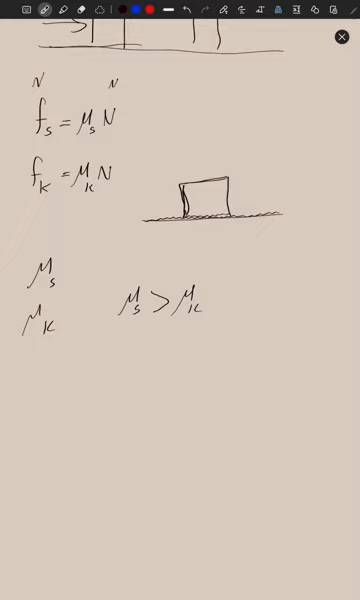 N N
f_s = μ_s N
f_k = μ_k N
μ_s
μ_k
μ_s > μ_k